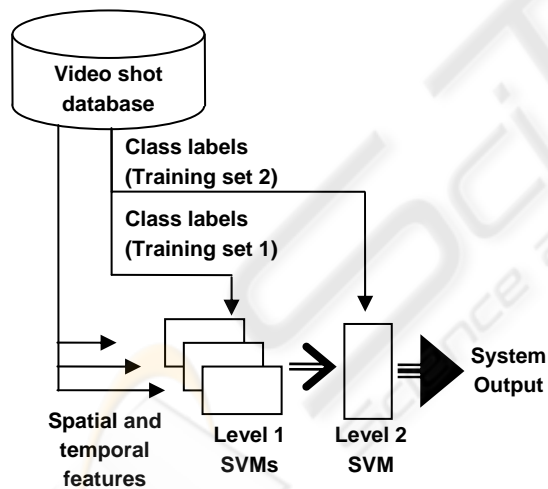 Video shot
database
Class labels
(Training set 2)
Class labels
(Training set 1)
System
Output
Spatial and
temporal
features
Level 1
SVMs
Level 2
SVM